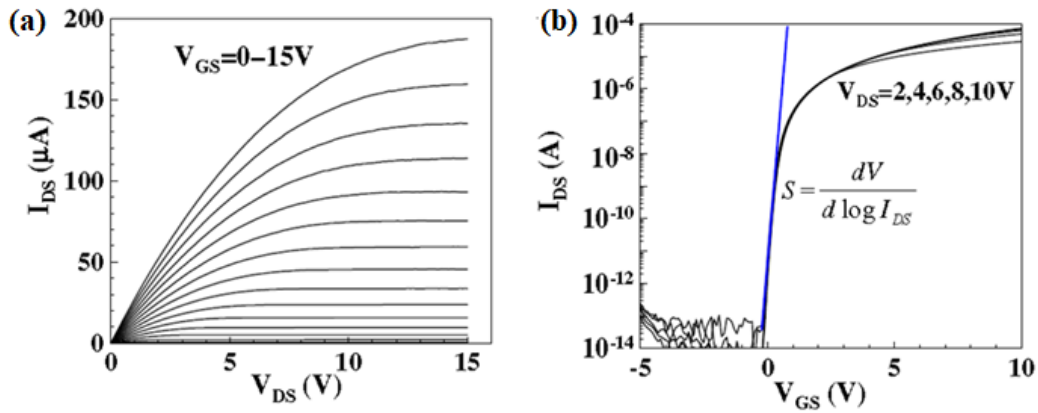 (a)
V_GS=0–15V
I_DS (μA)
200
150
100
50
0
0 5 10 15
V_DS (V)
(b)
I_DS (A)
10^-4
10^-6
10^-8
10^-10
10^-12
10^-14
V_DS=2,4,6,8,10V
S = dV / d log I_DS
-5 0 5 10
V_GS (V)